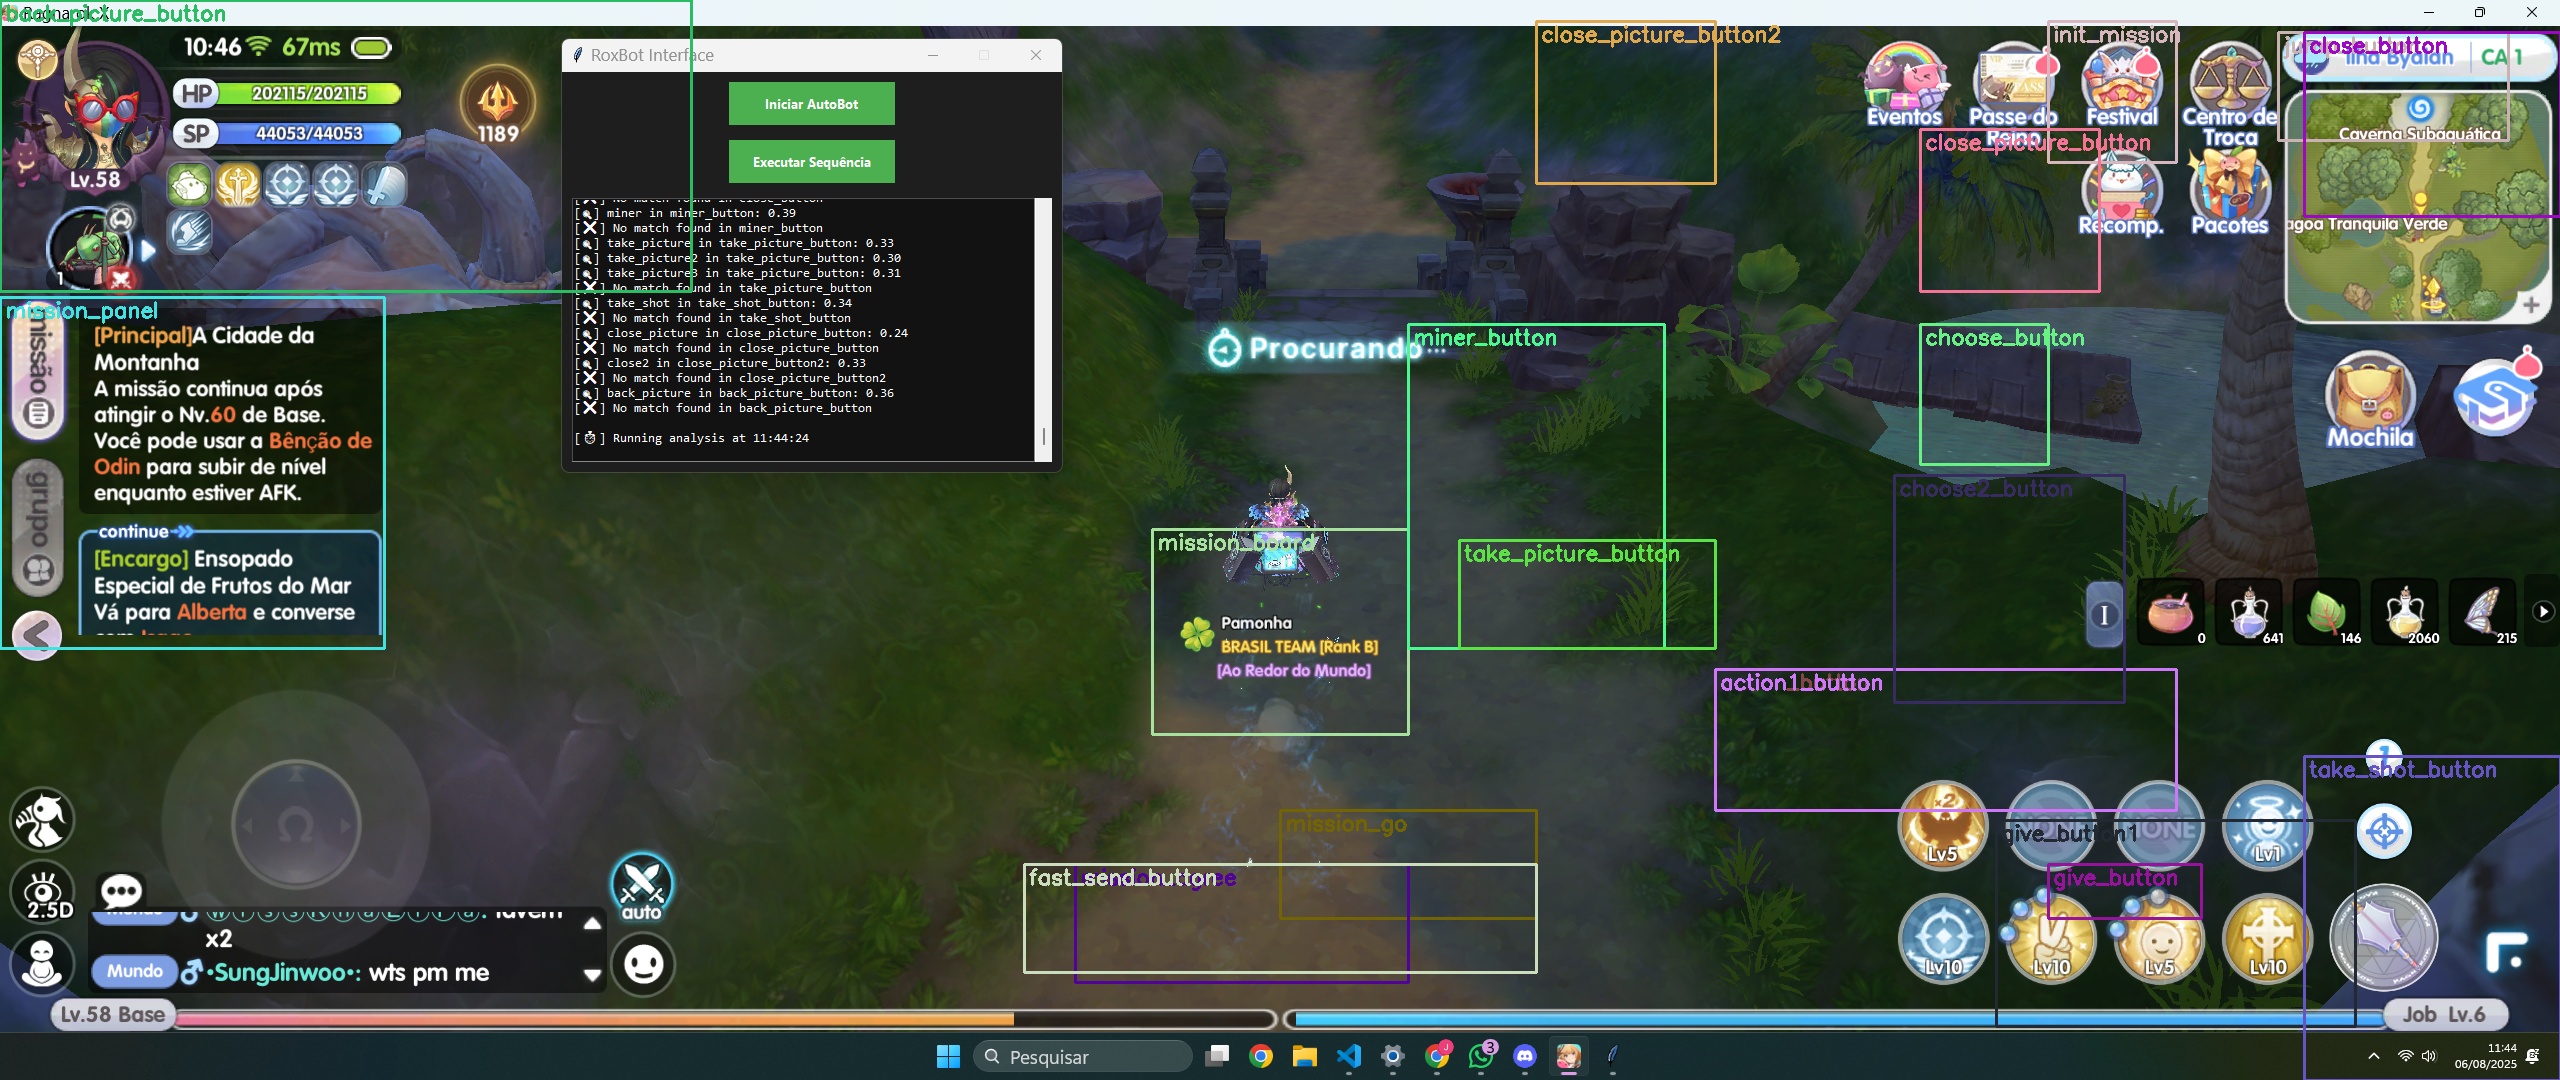 Ragnarok X
back_picture_button
10:46
67ms
HP
202115/202115
SP
44053/44053
1189
Lv.58
1
mission_panel
missão
grupo
[Principal]A Cidade da
Montanha
A missão continua após
atingir o Nv.60 de Base.
Você pode usar a Bênção de
Odin para subir de nível
enquanto estiver AFK.
continue
[Encargo] Ensopado
Especial de Frutos do Mar
Vá para Alberta e converse
RoxBot Interface
Iniciar AutoBot
Executar Sequência
No match found in close_button
miner in miner_button: 0.39
No match found in miner_button
take_picture in take_picture_button: 0.33
take_picture2 in take_picture_button: 0.30
take_picture3 in take_picture_button: 0.31
No match found in take_picture_button
take_shot in take_shot_button: 0.34
No match found in take_shot_button
close_picture in close_picture_button: 0.24
No match found in close_picture_button
close2 in close_picture_button2: 0.33
No match found in close_picture_button2
back_picture in back_picture_button: 0.36
No match found in back_picture_button
Running analysis at 11:44:24
close_picture_button2
init_mission
close_button
CA 1
Eventos
Passe do
Reino
Festival
Centro de
Troca
close_picture_button
Recomp.
Pacotes
Caverna Subaquática
agoa Tranquila Verde
Procurando...
miner_button
choose_button
Mochila
choose2_button
mission_board
take_picture_button
Pamonha
BRASIL TEAM [Rank B]
[Ao Redor do Mundo]
I
0
641
146
2060
215
action1_button
take_shot_button
mission_go
fast_send_button
give_button1
give_button
Lv5
NONE
Lv1
Lv10
Lv10
Lv5
Lv10
2.5D
auto
x2
Mundo
•SungJinwoo•: wts pm me
Lv.58 Base
Job Lv.6
Pesquisar
3
11:44
06/08/2025